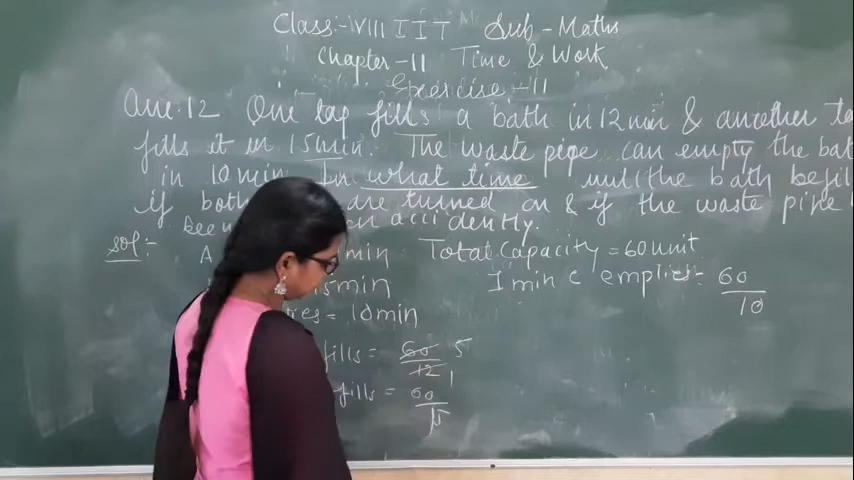 Class:- VIII IIT Sub - Maths
Chapter - 11 Time & Work
Exercise - 11
Que. 12 One tap fills a bath in 12 min & another
fills it in 15 min. The waste pipe can empty the
in 10 min. In what time will the bath be
if both are turned on & if the waste pipe
accidently.
Sol:- A min Total Capacity = 60 unit
15 min 1 min C empties = 60/10
= 10 min
fills = 60/12 5
1
fills = 60/15